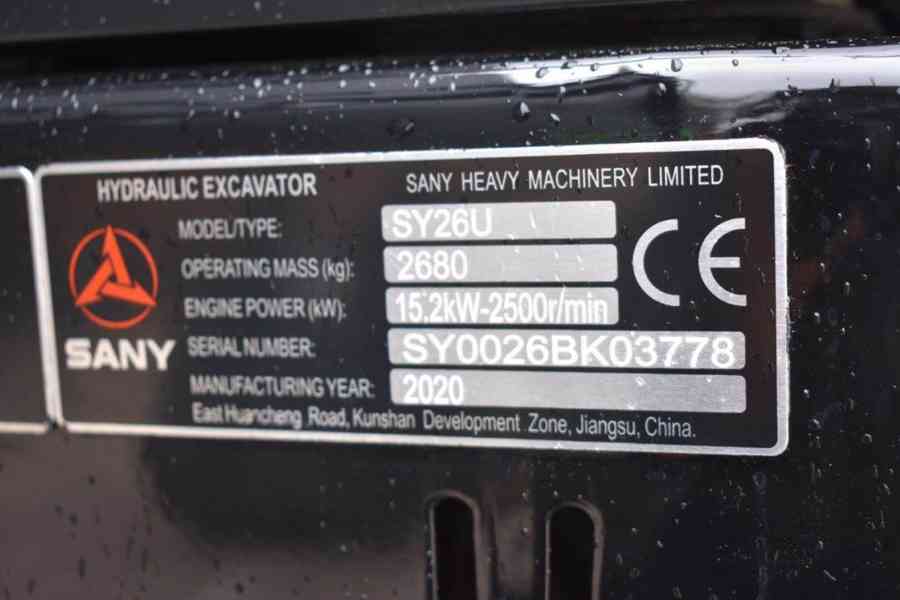 HYDRAULIC EXCAVATOR
SANY HEAVY MACHINERY LIMITED
MODEL/TYPE: SY26U
OPERATING MASS (kg): 2680
ENGINE POWER (kW): 15.2kW-2500r/min
SERIAL NUMBER: SY0026BK03778
MANUFACTURING YEAR: 2020
East Huancheng Road, Kunshan Development Zone, Jiangsu, China.
SANY
CE